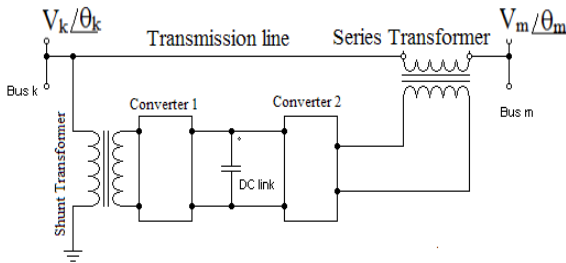 Vk/θk
Vm/θm
Transmission line
Series Transformer
Bus k
Bus m
Converter 1
Converter 2
Shunt Transformer
DC link